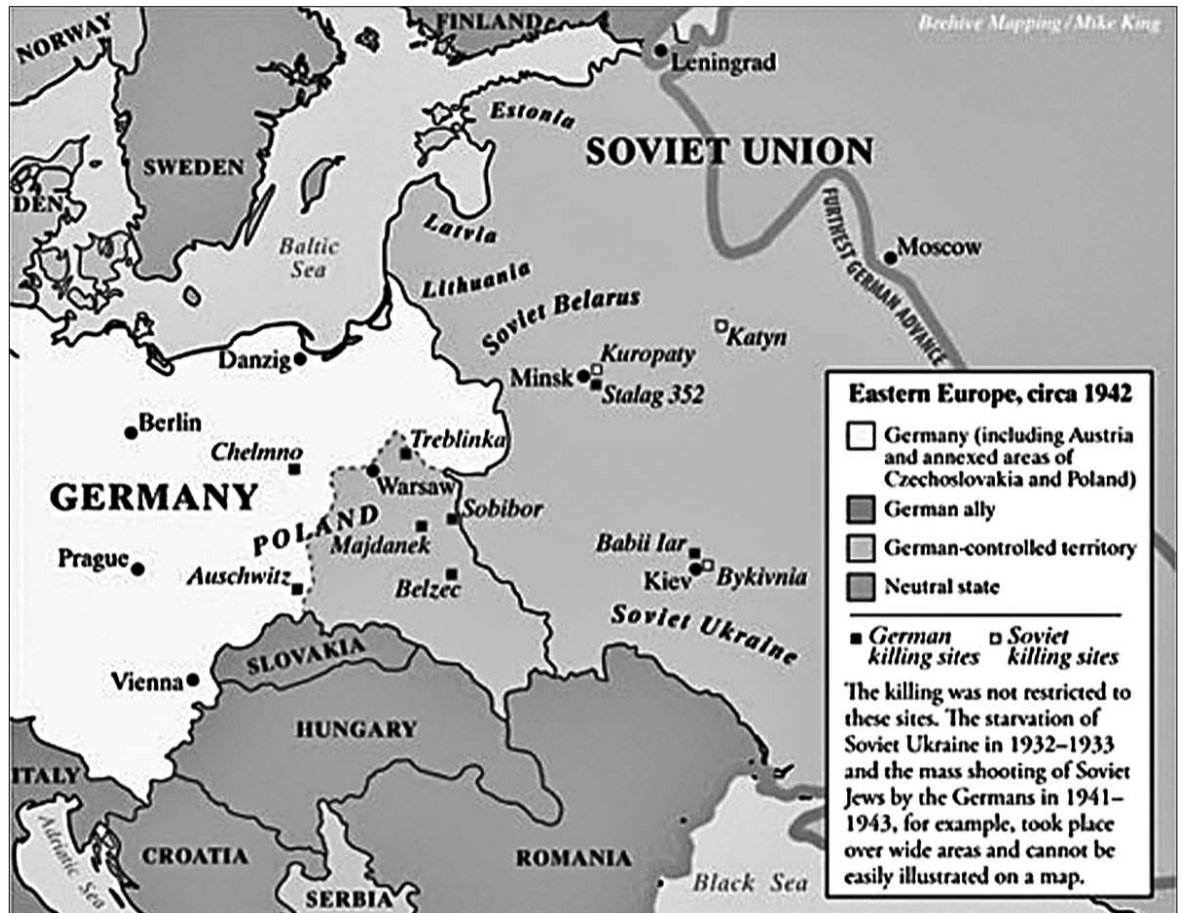 Beehive Mapping / Mike King
NORWAY
FINLAND
Leningrad
Estonia
SOVIET UNION
SWEDEN
DEN
Baltic
Sea
Latvia
Lithuania
Soviet Belarus
FURTHEST GERMAN ADVANCE
Moscow
Katyn
Danzig
Kuropaty
Minsk
Stalag 352
Berlin
Chelmno
Treblinka
Warsaw
GERMANY
POLAND
Sobibor
Majdanek
Prague
Auschwitz
Belzec
Babii Iar
Kiev
Bykivnia
Soviet Ukraine
SLOVAKIA
Vienna
HUNGARY
ITALY
Adriatic Sea
CROATIA
SERBIA
ROMANIA
Black Sea
Eastern Europe, circa 1942
Germany (including Austria
and annexed areas of
Czechoslovakia and Poland)
German ally
German-controlled territory
Neutral state
German
killing sites
Soviet
killing sites
The killing was not restricted to
these sites. The starvation of
Soviet Ukraine in 1932–1933
and the mass shooting of Soviet
Jews by the Germans in 1941–
1943, for example, took place
over wide areas and cannot be
easily illustrated on a map.